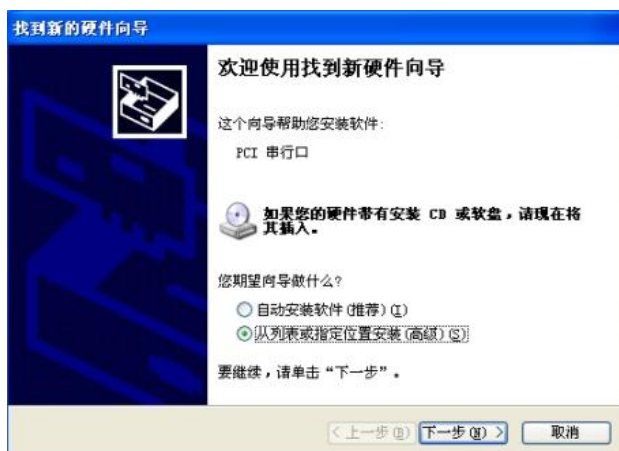 找到新的硬件向导
欢迎使用找到新硬件向导
这个向导帮助您安装软件:
PCI 串行口
如果您的硬件带有安装 CD 或软盘，请现在将
其插入。
您期望向导做什么?
自动安装软件(推荐)(I)
从列表或指定位置安装(高级)(S)
要继续，请单击“下一步”。
<上一步(B)
下一步(N)>
取消